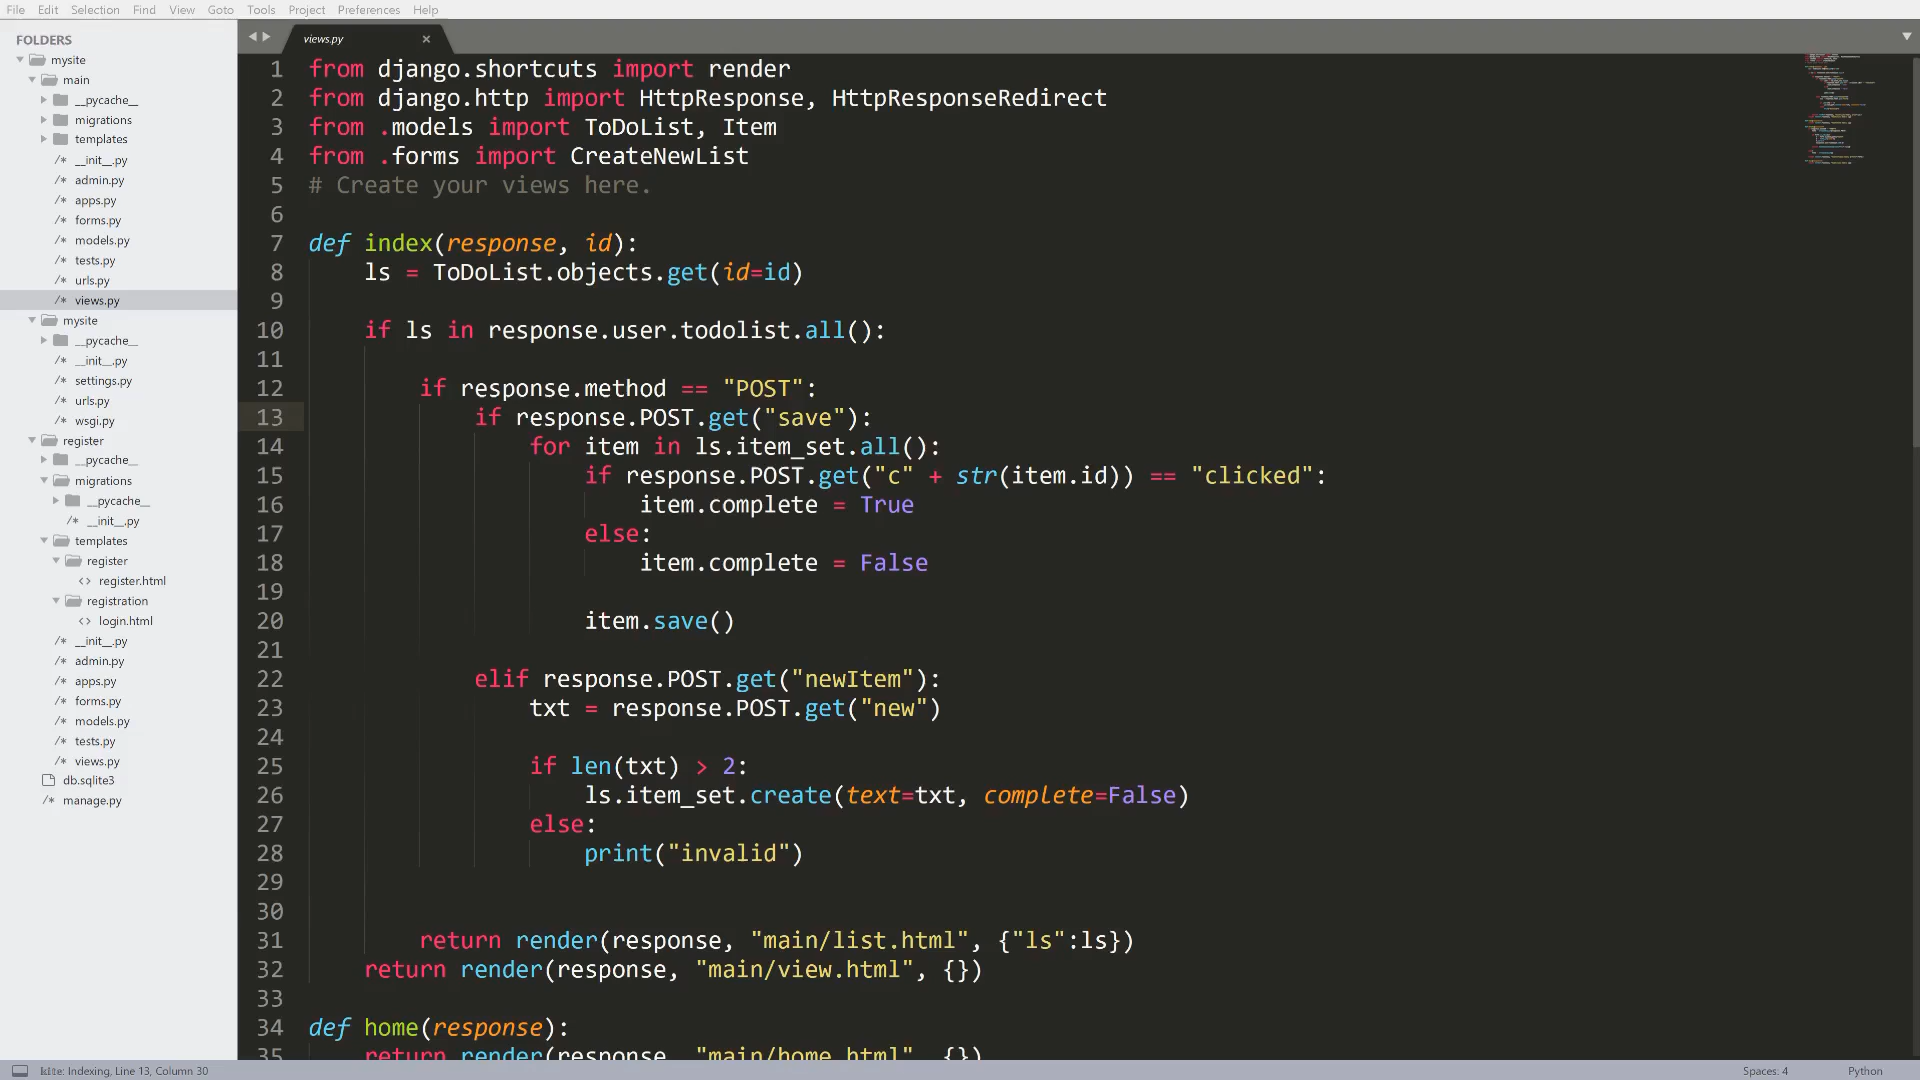 File Edit Selection Find View Goto Tools Project Preferences Help
FOLDERS
mysite
main
__pycache__
migrations
templates
__init__.py
admin.py
apps.py
forms.py
models.py
tests.py
urls.py
views.py
mysite
__pycache__
__init__.py
settings.py
urls.py
wsgi.py
register
__pycache__
migrations
__pycache__
__init__.py
templates
register
register.html
registration
login.html
__init__.py
admin.py
apps.py
forms.py
models.py
tests.py
views.py
db.sqlite3
manage.py
views.py ×
1 from django.shortcuts import render
2 from django.http import HttpResponse, HttpResponseRedirect
3 from .models import ToDoList, Item
4 from .forms import CreateNewList
5 # Create your views here.
6
7 def index(response, id):
8     ls = ToDoList.objects.get(id=id)
9
10     if ls in response.user.todolist.all():
11
12         if response.method == "POST":
13             if response.POST.get("save"):
14                 for item in ls.item_set.all():
15                     if response.POST.get("c" + str(item.id)) == "clicked":
16                         item.complete = True
17                     else:
18                         item.complete = False
19
20                     item.save()
21
22             elif response.POST.get("newItem"):
23                 txt = response.POST.get("new")
24
25                 if len(txt) > 2:
26                     ls.item_set.create(text=txt, complete=False)
27                 else:
28                     print("invalid")
29
30
31         return render(response, "main/list.html", {"ls":ls})
32     return render(response, "main/view.html", {})
33
34 def home(response):
35     return render(response, "main/home.html", {})
kite: Indexing, Line 13, Column 30 Spaces: 4 Python